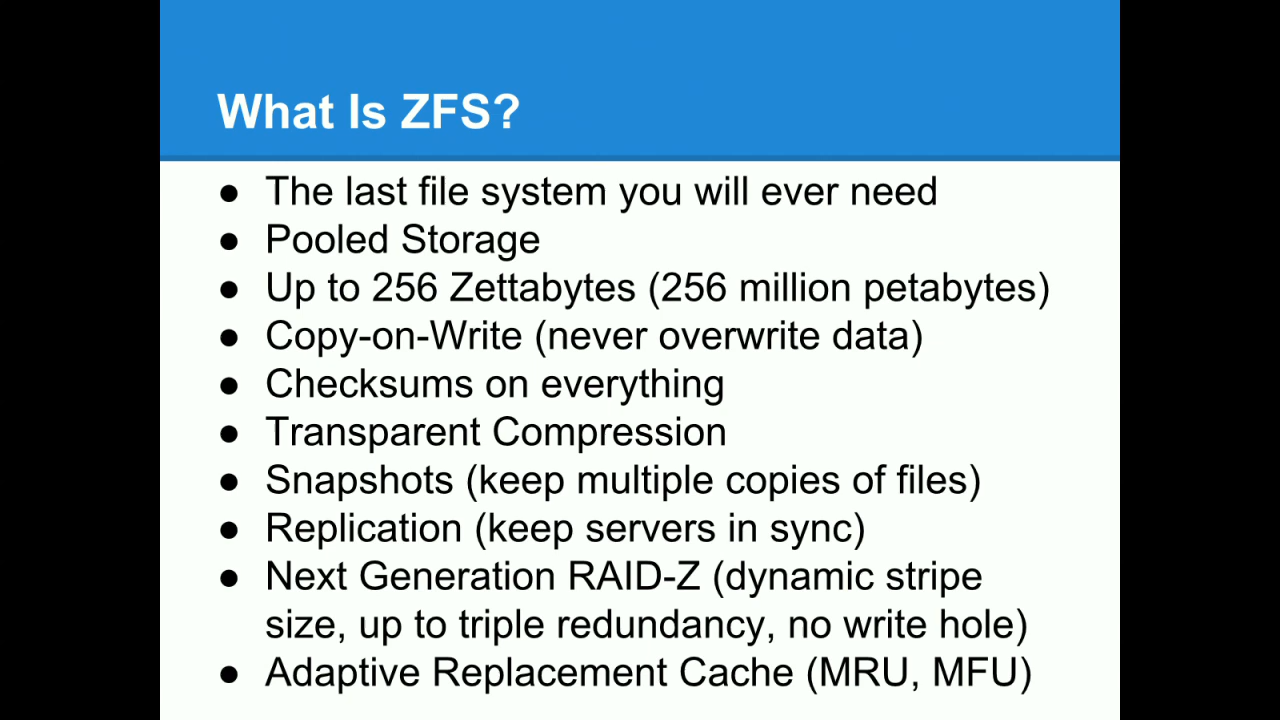 What Is ZFS?
● The last file system you will ever need
● Pooled Storage
● Up to 256 Zettabytes (256 million petabytes)
● Copy-on-Write (never overwrite data)
● Checksums on everything
● Transparent Compression
● Snapshots (keep multiple copies of files)
● Replication (keep servers in sync)
● Next Generation RAID-Z (dynamic stripe
size, up to triple redundancy, no write hole)
● Adaptive Replacement Cache (MRU, MFU)